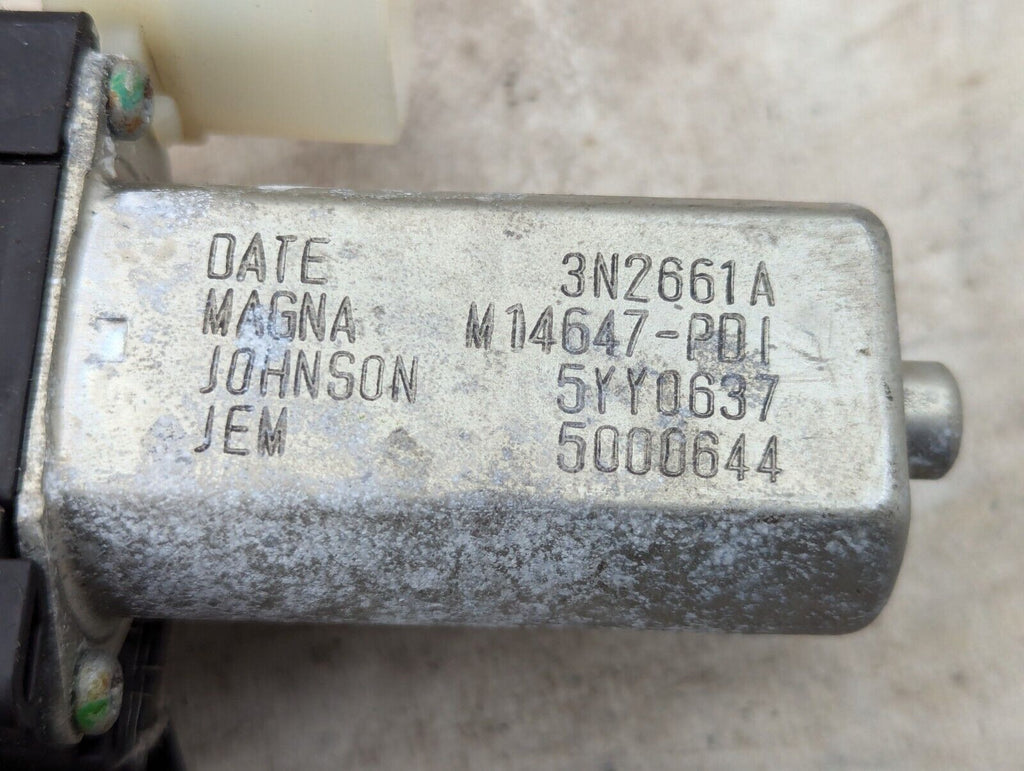 DATE 3N2661A
MAGNA M14647-PDI
JOHNSON 5YY0637
JEM 5000644